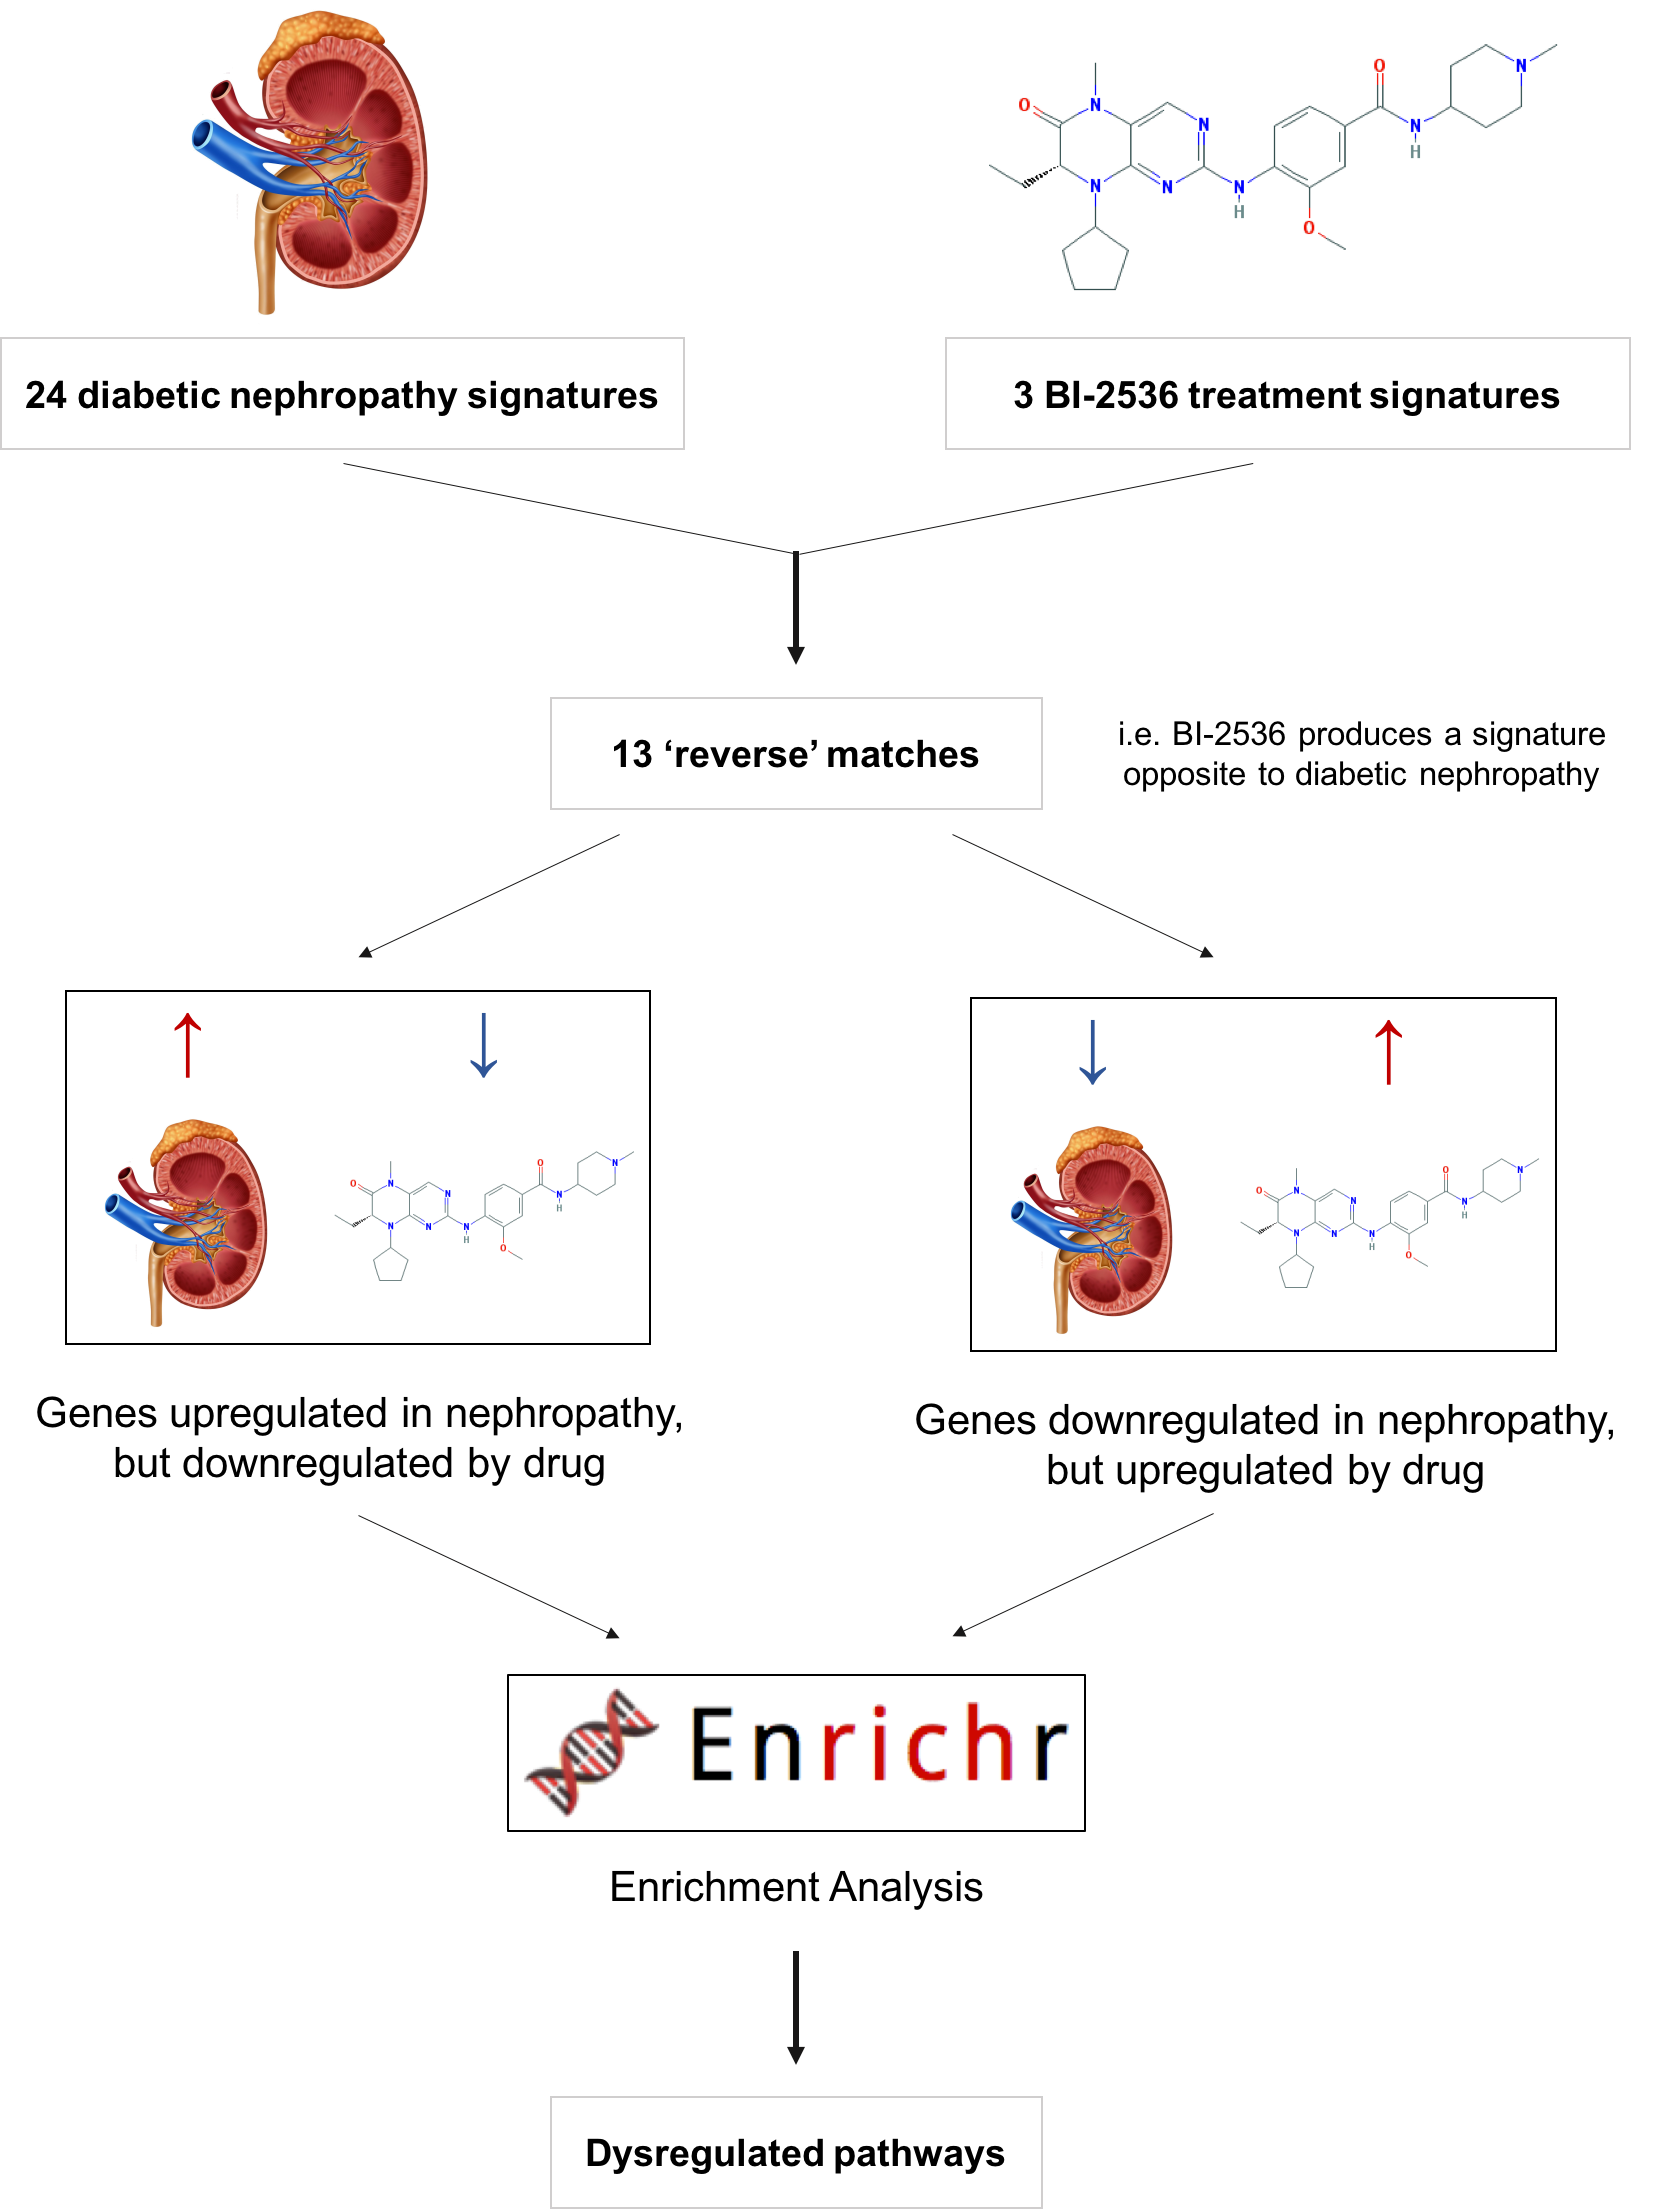 O
N
N
N
N
N
H
O
O
N
H
N
24 diabetic nephropathy signatures
3 BI-2536 treatment signatures
13 ‘reverse’ matches
i.e. BI-2536 produces a signature
opposite to diabetic nephropathy
O
N
N
N
N
N
H
O
O
N
H
N
O
N
N
N
N
N
H
O
O
N
H
N
Genes upregulated in nephropathy,
but downregulated by drug
Genes downregulated in nephropathy,
but upregulated by drug
Enrichr
Enrichment Analysis
Dysregulated pathways